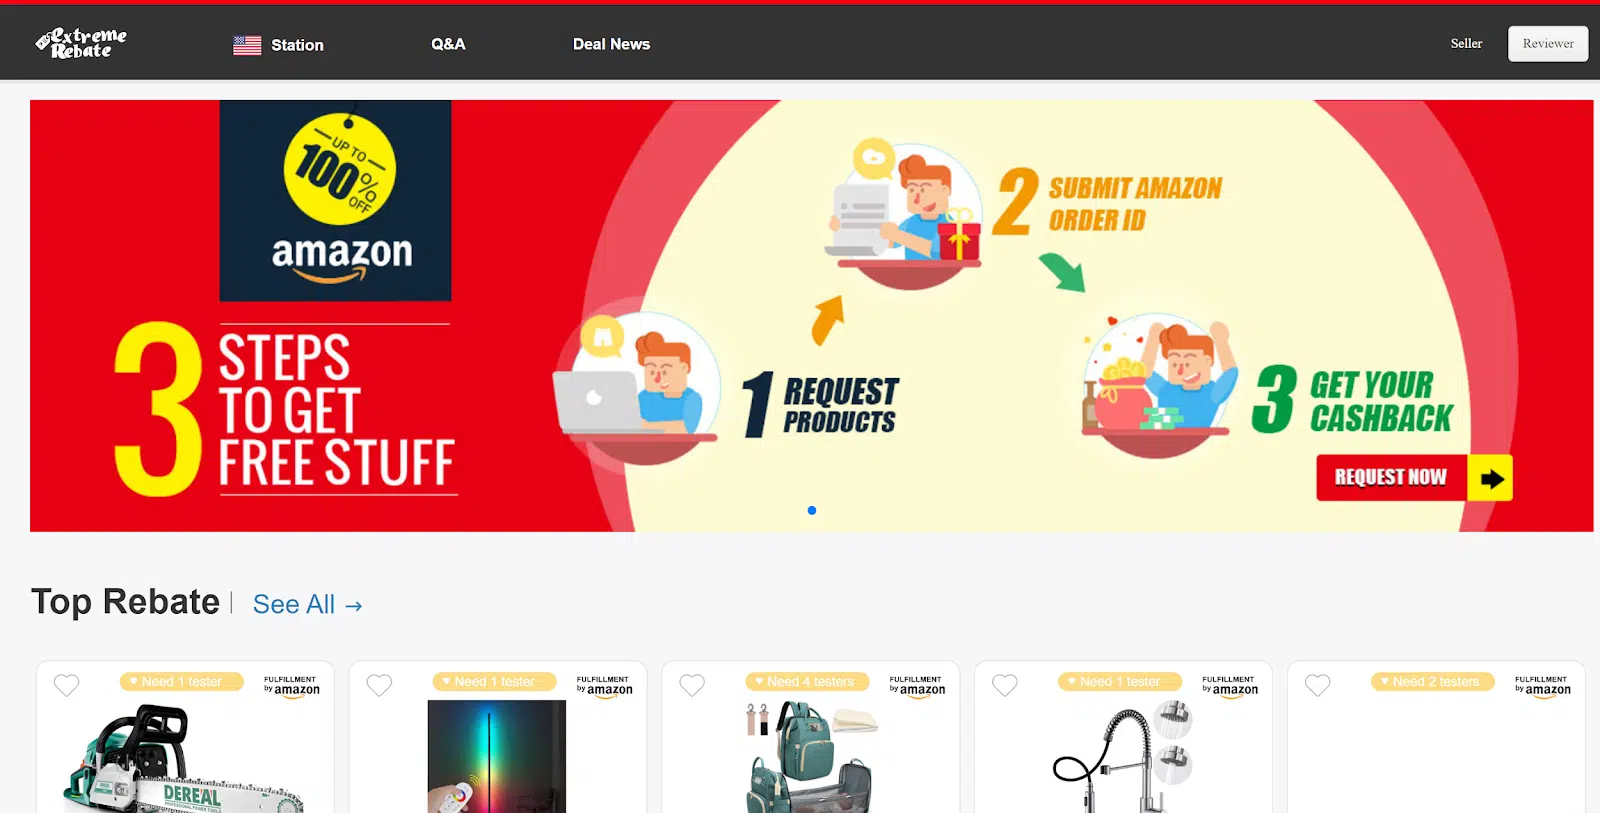 Extreme
Rebate
Station
Q&A
Deal News
Seller
Reviewer
UP TO
100%
OFF
amazon
3
STEPS
TO GET
FREE STUFF
1 REQUEST
PRODUCTS
2 SUBMIT AMAZON
ORDER ID
3 GET YOUR
CASHBACK
REQUEST NOW
Top Rebate | See All →
Need 1 tester
FULFILLMENT
by amazon
DEREAL
PROFESSIONAL POWER TOOLS
Need 1 tester
FULFILLMENT
by amazon
Need 4 testers
FULFILLMENT
by amazon
Need 1 tester
FULFILLMENT
by amazon
Need 2 testers
FULFILLMENT
by amazon